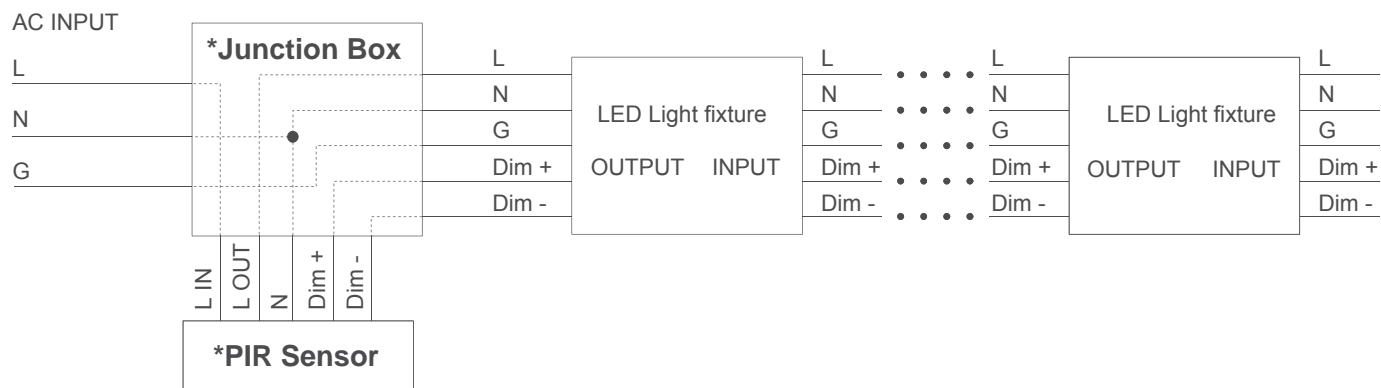 AC INPUT
L
N
G
*Junction Box
L
N
G
Dim +
Dim -
LED Light fixture
OUTPUT INPUT
L
N
G
Dim +
Dim -
L
N
G
Dim +
Dim -
LED Light fixture
OUTPUT INPUT
L
N
G
Dim +
Dim -
L IN
L OUT
N
Dim +
Dim -
*PIR Sensor